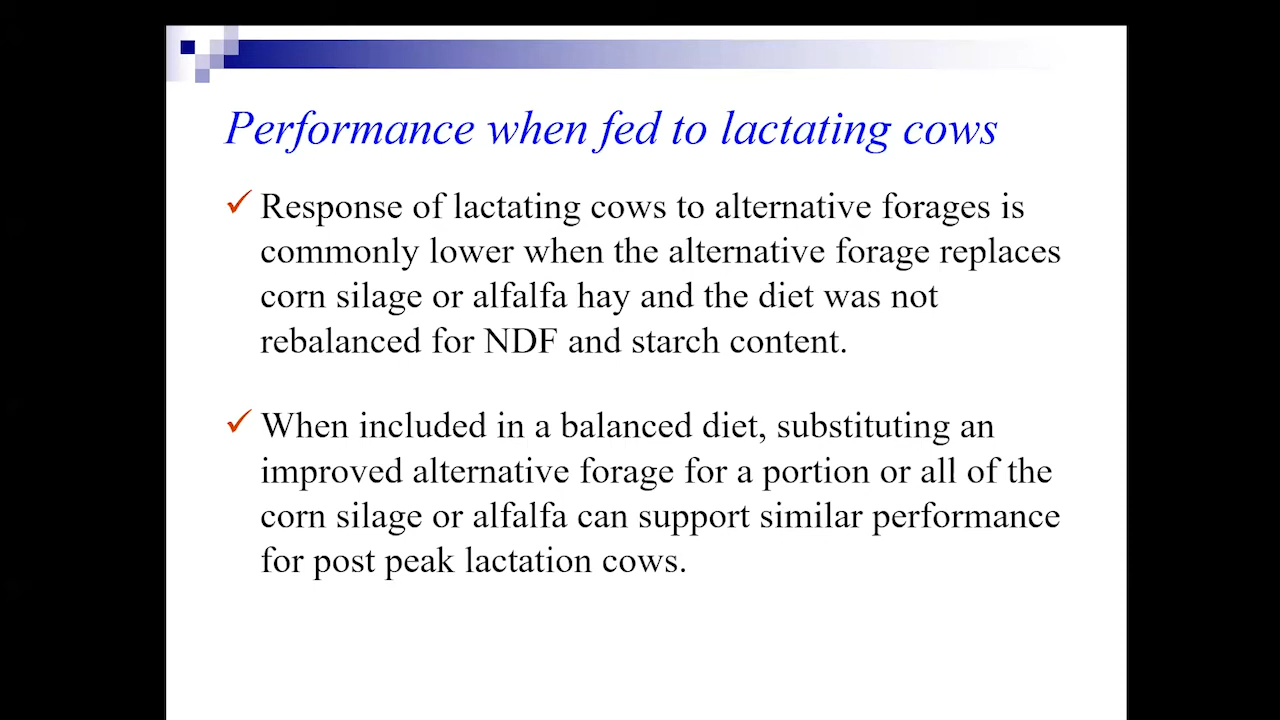 Performance when fed to lactating cows
Response of lactating cows to alternative forages is
commonly lower when the alternative forage replaces
corn silage or alfalfa hay and the diet was not
rebalanced for NDF and starch content.
When included in a balanced diet, substituting an
improved alternative forage for a portion or all of the
corn silage or alfalfa can support similar performance
for post peak lactation cows.